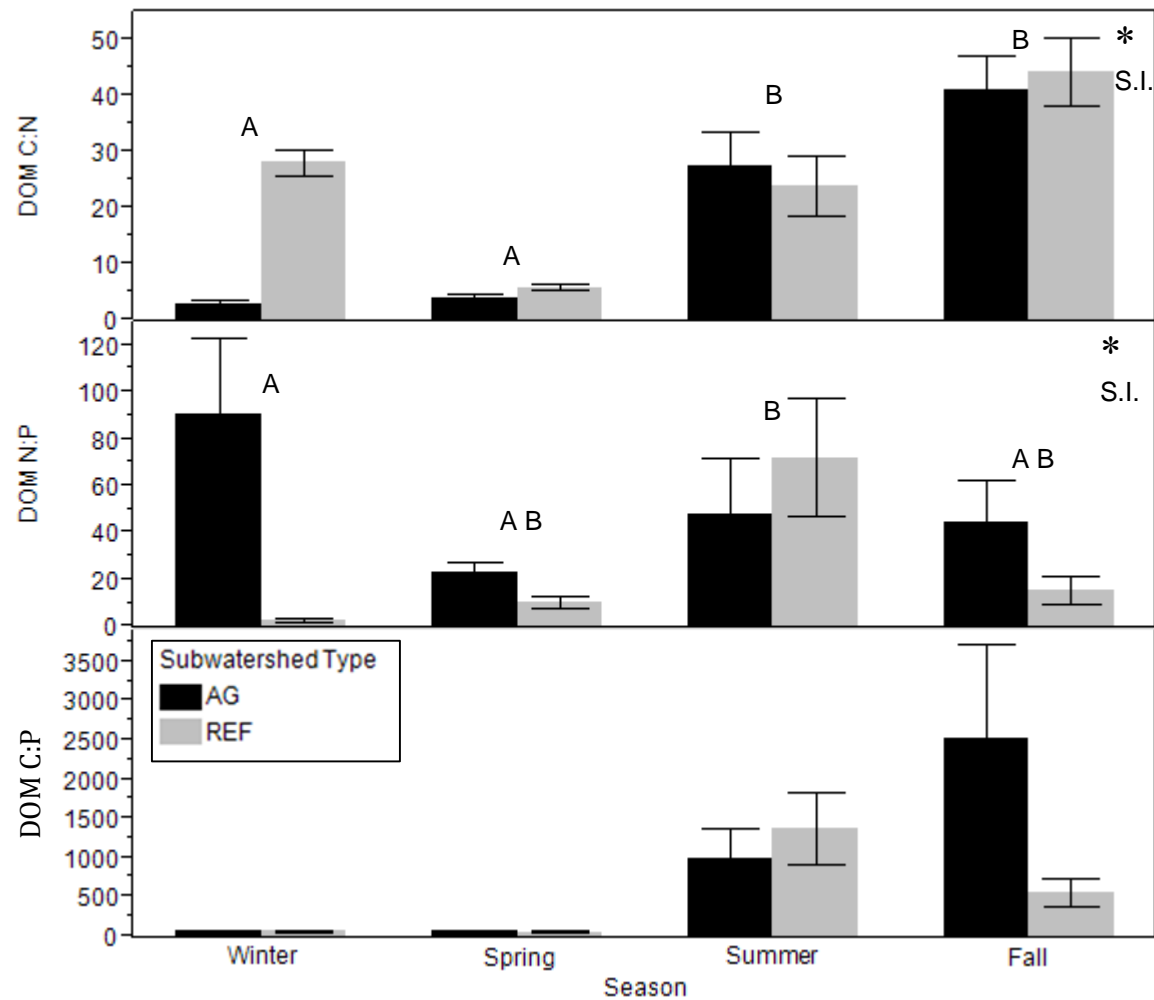 DOM C:N
50
40
30
20
10
0
A
A
B
B
*
S.I.
DOM N:P
120
100
80
60
40
20
0
A
A B
B
A B
*
S.I.
DOM C:P
3500
3000
2500
2000
1500
1000
500
0
Subwatershed Type
AG
REF
Winter Spring Summer Fall
Season